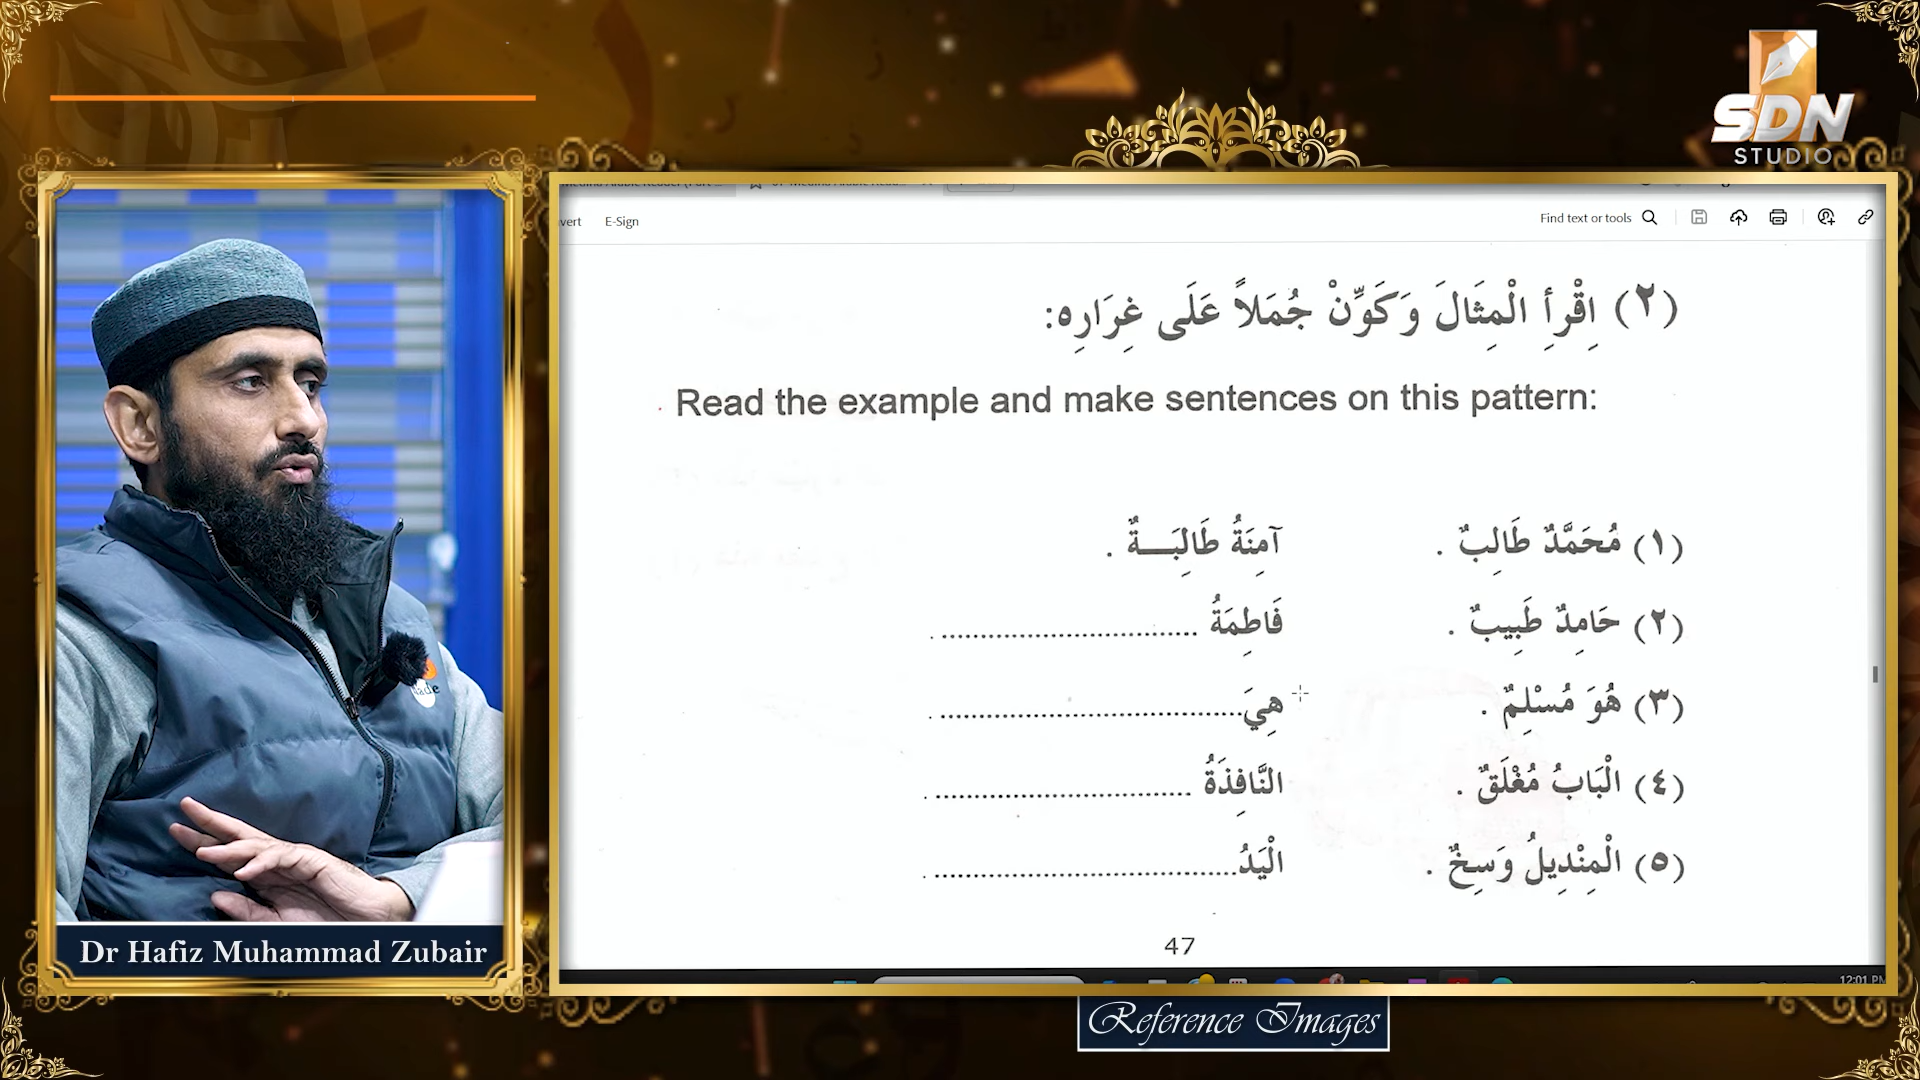 SDN
STUDIO
E-Sign
Find text or tools
(٢) اِقْرأِ الْمِثَالَ وَكَوِّنْ جُمَلاً عَلَى غِرَارِه:
Read the example and make sentences on this pattern:
(١) مُحَمَّدٌ طَالِبٌ . آمِنَةُ طَالِبَـــةٌ .
(٢) حَامِدٌ طَبِيبٌ . فَاطِمَةُ ............................ .
(٣) هُوَ مُسْلِمٌ . هِيَ................................. .
(٤) الْبَابُ مُغْلَقٌ . النَّافِذَةُ ............................ .
(٥) الْمِنْدِيلُ وَسِخٌ . الْيَدُ................................. .
47
Dr Hafiz Muhammad Zubair
Reference Images